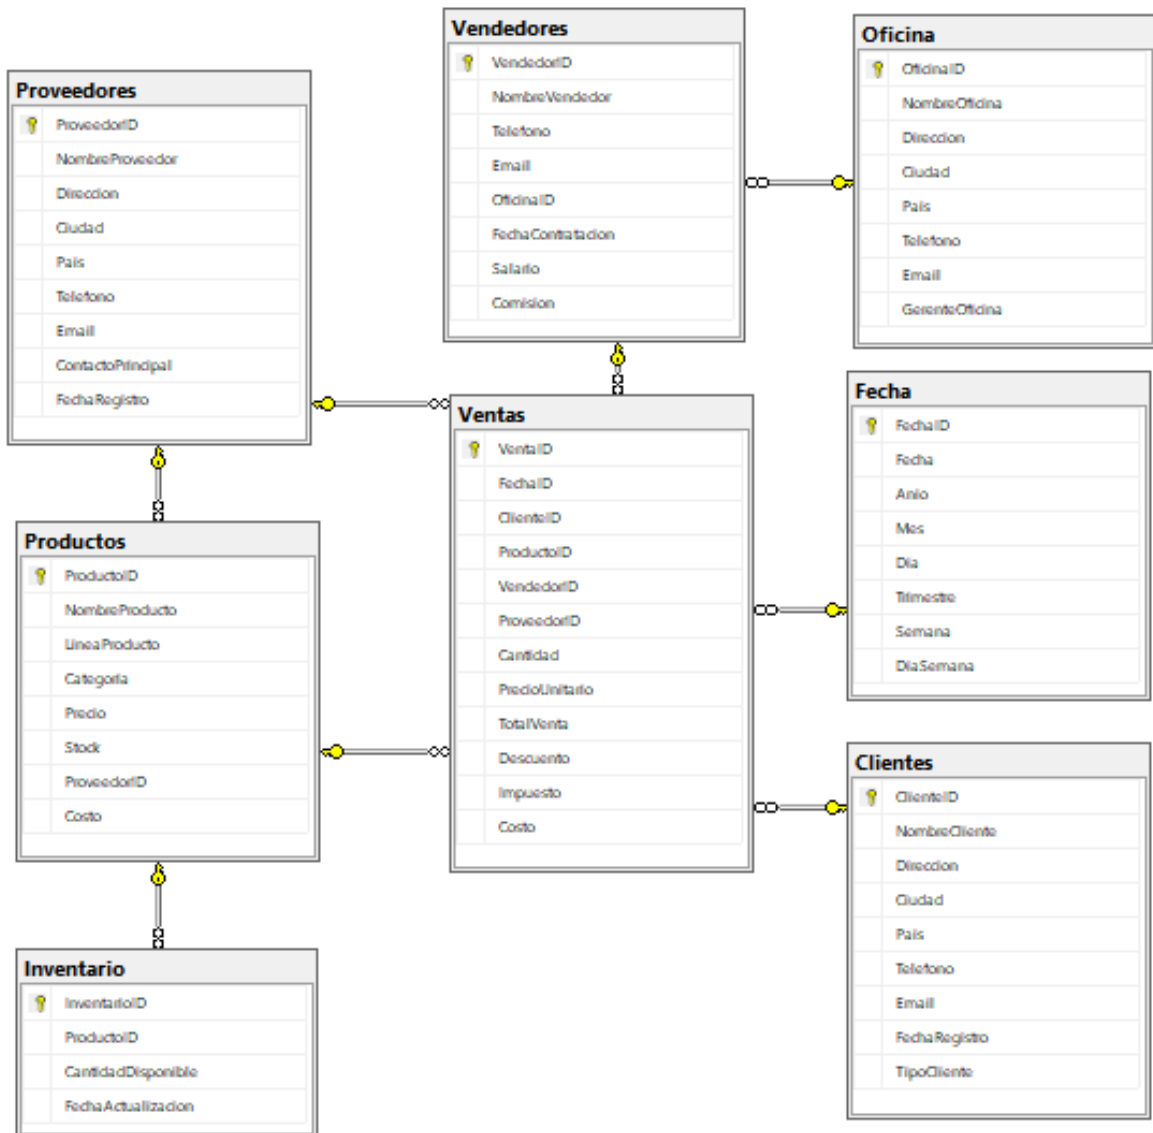 Proveedores
ProveedorID
NombreProveedor
Direccion
Ciudad
Pais
Telefono
Email
ContactoPrincipal
FechaRegistro
Vendedores
VendedorID
NombreVendedor
Telefono
Email
OficinaID
FechaContratacion
Salario
Comision
Oficina
OficinaID
NombreOficina
Direccion
Ciudad
Pais
Telefono
Email
GerenteOficina
Productos
ProductoID
NombreProducto
LineaProducto
Categoria
Precio
Stock
ProveedorID
Costo
Ventas
VentaID
FechaID
ClienteID
ProductoID
VendedorID
ProveedorID
Cantidad
PrecioUnitario
TotalVenta
Descuento
Impuesto
Costo
Fecha
FechaID
Fecha
Anio
Mes
Dia
Trimestre
Semana
DiaSemana
Inventario
InventarioID
ProductoID
CantidadDisponible
FechaActualizacion
Clientes
ClienteID
NombreCliente
Direccion
Ciudad
Pais
Telefono
Email
FechaRegistro
TipoCliente